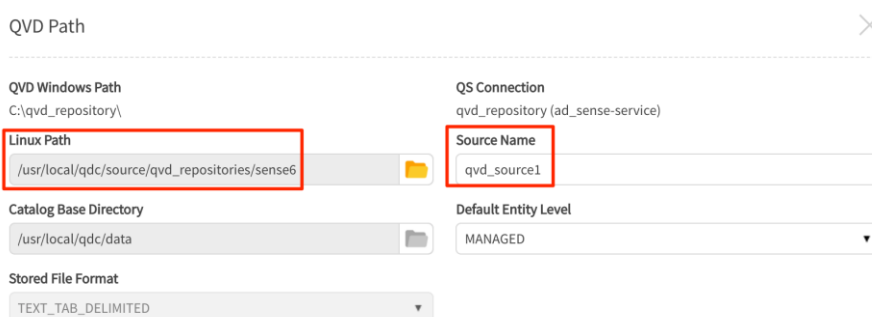 QVD Path
QVD Windows Path
C:\qvd_repository\
QS Connection
qvd_repository (ad_sense-service)
Linux Path
/usr/local/qdc/source/qvd_repositories/sense6
Source Name
qvd_source1
Catalog Base Directory
/usr/local/qdc/data
Default Entity Level
MANAGED
Stored File Format
TEXT_TAB_DELIMITED